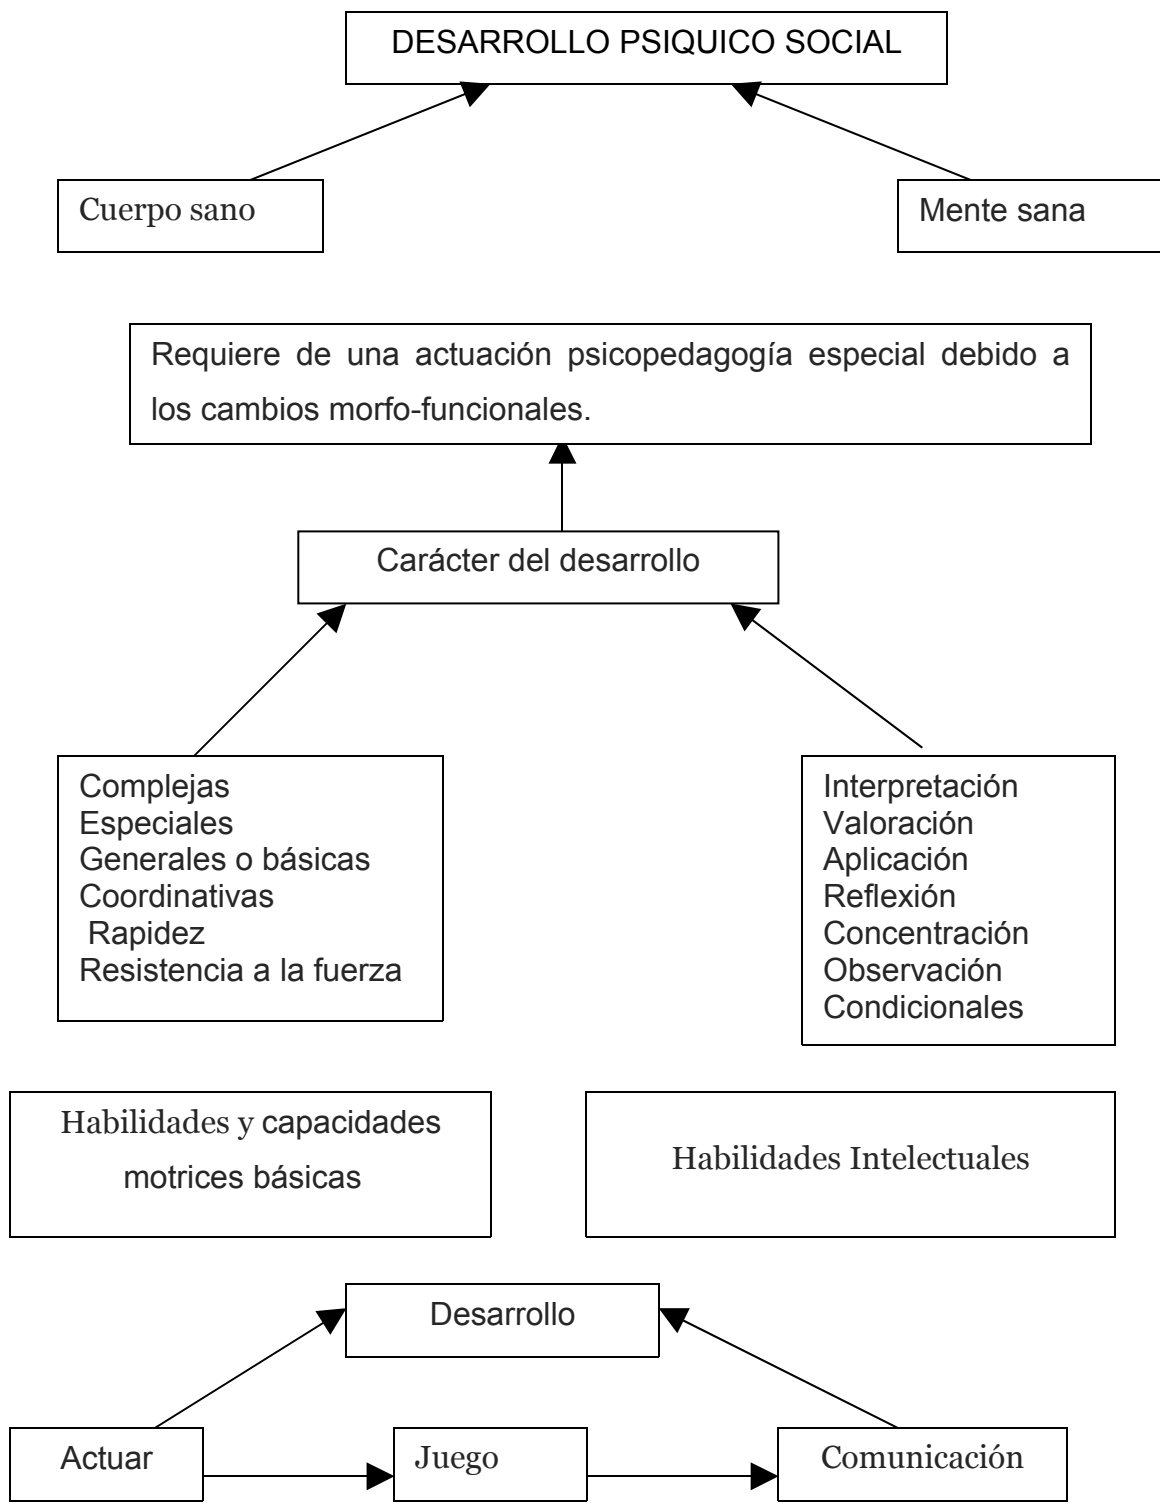 DESARROLLO PSIQUICO SOCIAL
Cuerpo sano
Mente sana
Requiere de una actuación psicopedagogía especial debido a
los cambios morfo-funcionales.
Carácter del desarrollo
Complejas
Especiales
Generales o básicas
Coordinativas
Rapidez
Resistencia a la fuerza
Interpretación
Valoración
Aplicación
Reflexión
Concentración
Observación
Condicionales
Habilidades y capacidades
motrices básicas
Habilidades Intelectuales
Desarrollo
Actuar
Juego
Comunicación